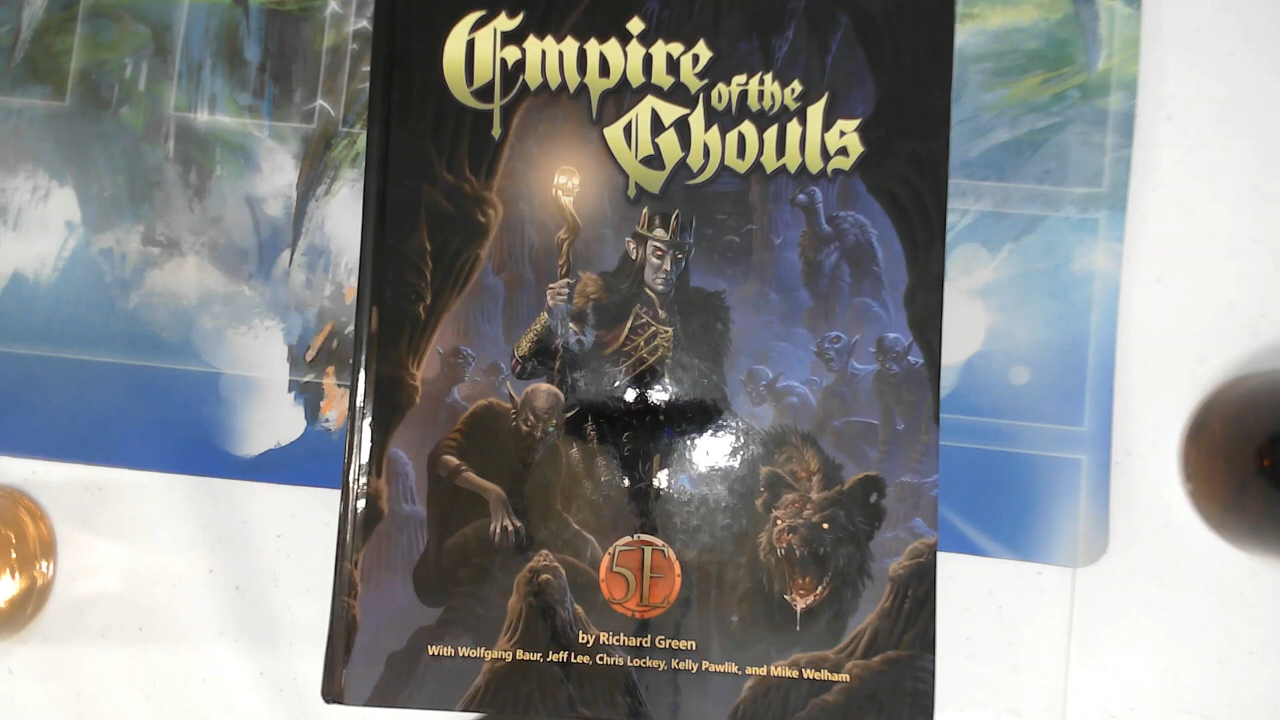 Empire
of the
Ghouls
5E
by Richard Green
With Wolfgang Baur, Jeff Lee, Chris Lockey, Kelly Pawlik, and Mike Welham